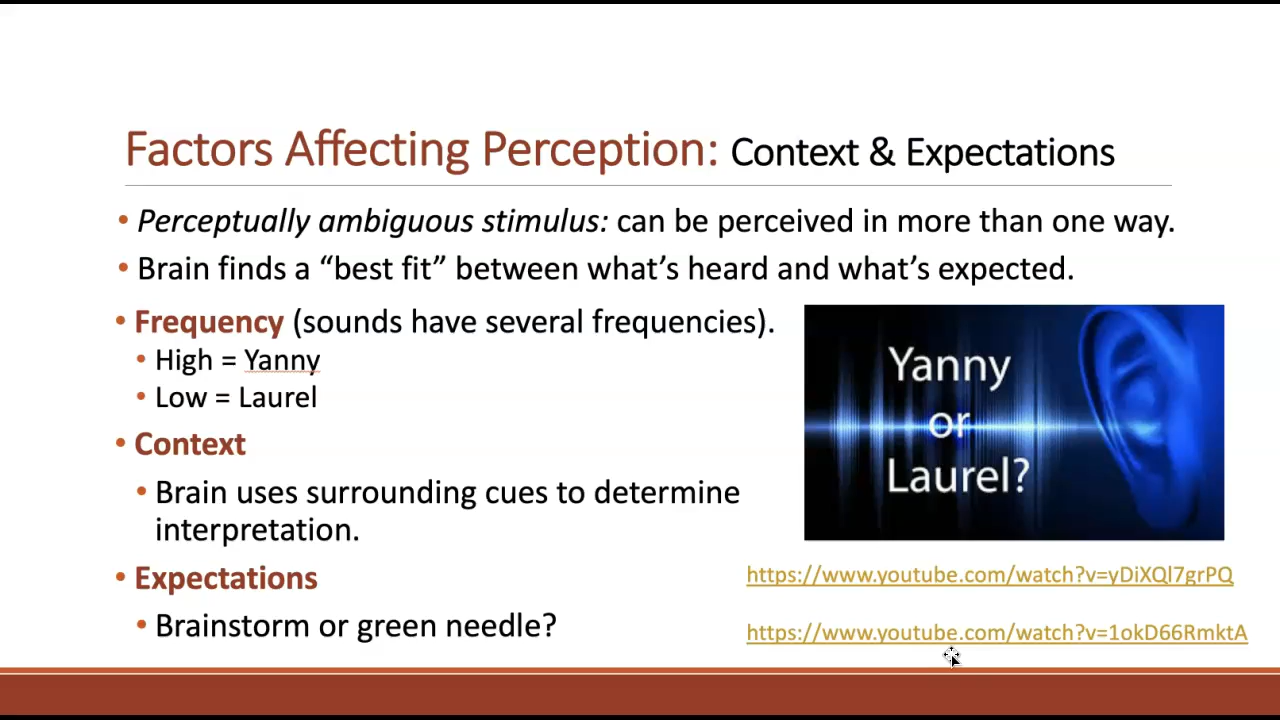 Factors Affecting Perception: Context & Expectations
• Perceptually ambiguous stimulus: can be perceived in more than one way.
• Brain finds a “best fit” between what’s heard and what’s expected.
• Frequency (sounds have several frequencies).
• High = Yanny
• Low = Laurel
• Context
• Brain uses surrounding cues to determine
interpretation.
• Expectations
• Brainstorm or green needle?
Yanny
or
Laurel?
https://www.youtube.com/watch?v=yDiXQl7grPQ
https://www.youtube.com/watch?v=1okD66RmktA